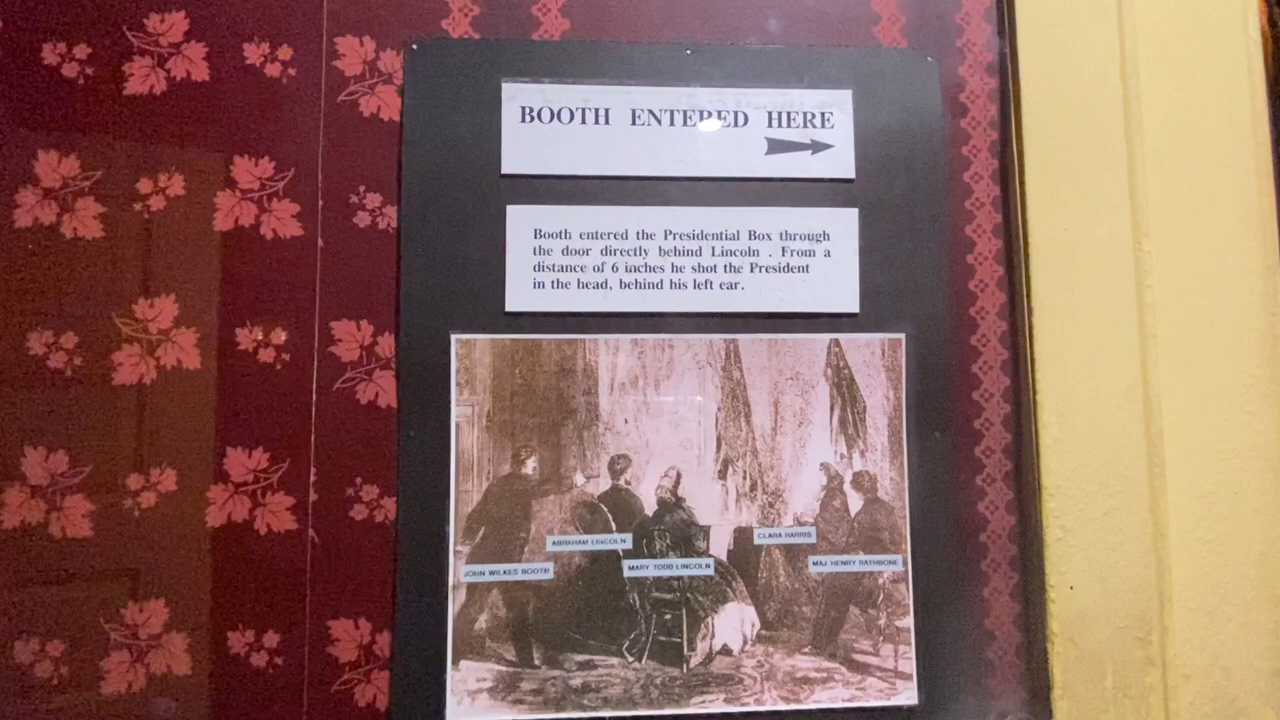 BOOTH ENTERED HERE
Booth entered the Presidential Box through
the door directly behind Lincoln . From a
distance of 6 inches he shot the President
in the head, behind his left ear.
ABRAHAM LINCOLN
CLARA HARRIS
JOHN WILKES BOOTH
MARY TODD LINCOLN
MAJ HENRY RATHBONE